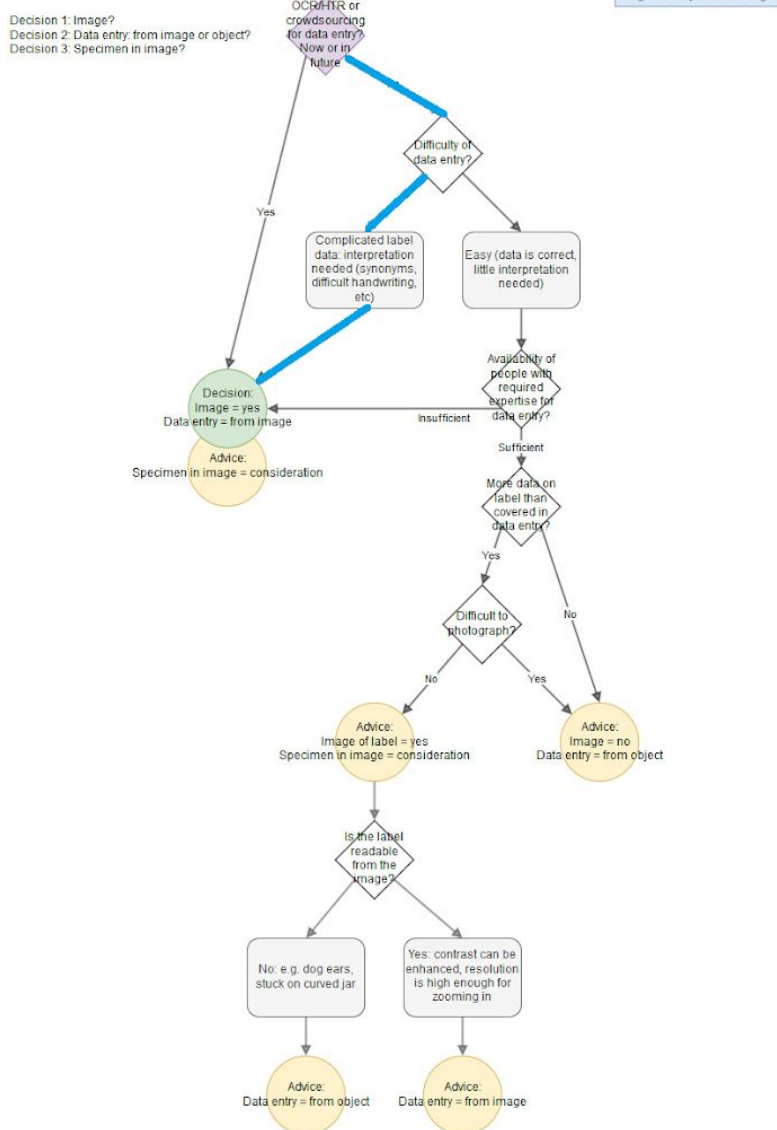 Decision 1: Image?
Decision 2: Data entry: from image or object?
Decision 3: Specimen in image?
OCR/HTR or
crowdsourcing
for data entry?
Now or in
future
Difficulty of
data entry?
Yes
Complicated label
data: interpretation
needed (synonyms,
difficult handwriting,
etc)
Easy (data is correct,
little interpretation
needed)
Availability of
people with
required
expertise for
data entry?
Decision:
Image = yes
Data entry = from image
Insufficient
Sufficient
Advice:
Specimen in image = consideration
More data on
label than
covered in
data entry?
Yes
No
Difficult to
photograph?
No
Yes
Advice:
Image of label = yes
Specimen in image = consideration
Advice:
Image = no
Data entry = from object
Is the label
readable
from the
image?
No: e.g. dog ears,
stuck on curved jar
Yes: contrast can be
enhanced, resolution
is high enough for
zooming in
Advice:
Data entry = from object
Advice:
Data entry = from image